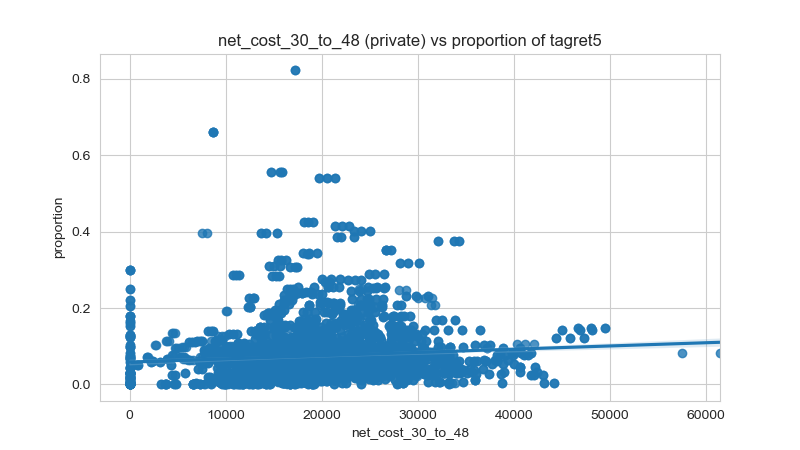 net_cost_30_to_48 (private) vs proportion of tagret5
proportion
0.8
0.6
0.4
0.2
0.0
0 10000 20000 30000 40000 50000 60000
net_cost_30_to_48